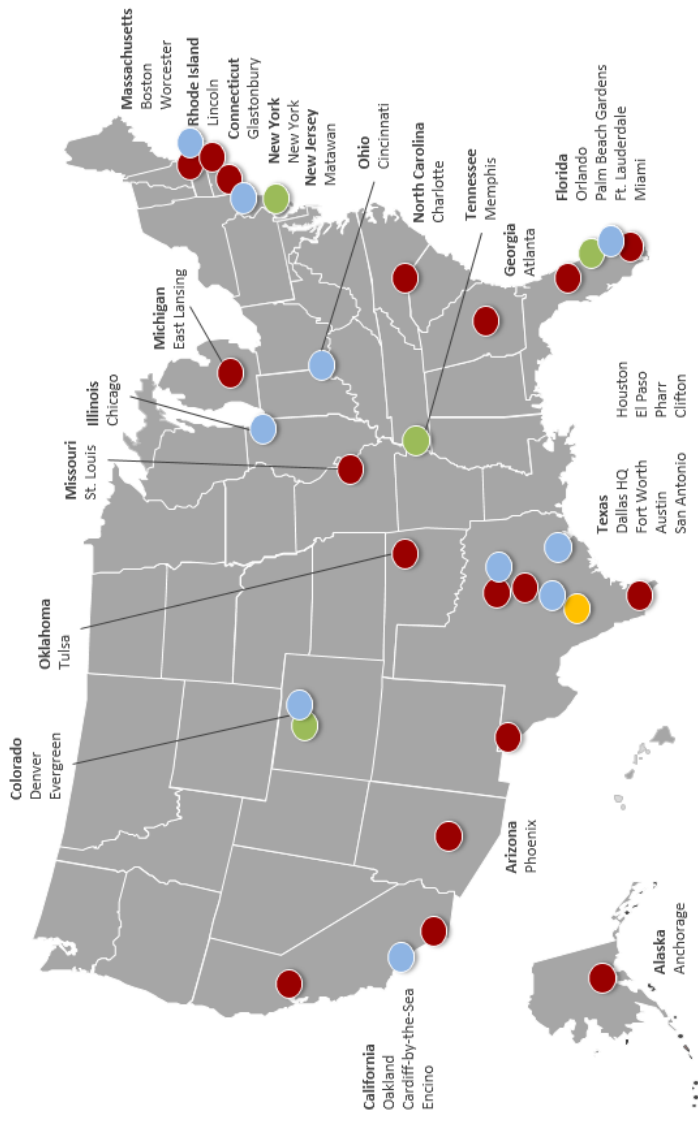 Massachusetts
Boston
Worcester
Rhode Island
Lincoln
Connecticut
Glastonbury
New York
New York
New Jersey
Matawan
Ohio
Cincinnati
North Carolina
Charlotte
Tennessee
Memphis
Georgia
Atlanta
Florida
Orlando
Palm Beach Gardens
Ft. Lauderdale
Miami
Michigan
East Lansing
Illinois
Chicago
Missouri
St. Louis
Oklahoma
Tulsa
Colorado
Denver
Evergreen
Texas
Dallas HQ
Fort Worth
Austin
San Antonio
Houston
El Paso
Pharr
Clifton
Arizona
Phoenix
California
Oakland
Cardiff-by-the-Sea
Encino
Alaska
Anchorage